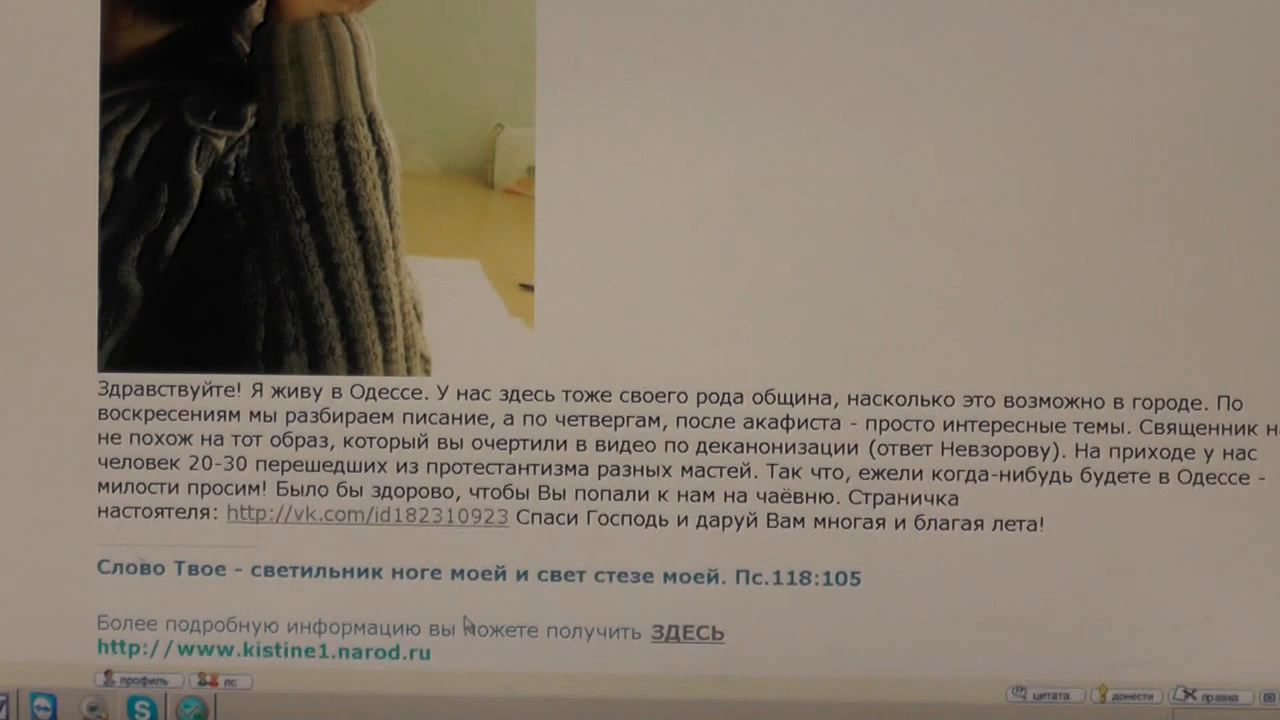 Здравствуйте! Я живу в Одессе. У нас здесь тоже своего рода община, насколько это возможно в городе. По
воскресениям мы разбираем писание, а по четвергам, после акафиста - просто интересные темы. Священник
не похож на тот образ, который вы очертили в видео по деканонизации (ответ Невзорову). На приходе у нас
человек 20-30 перешедших из протестантизма разных мастей. Так что, ежели когда-нибудь будете в Одессе -
милости просим! Было бы здорово, чтобы Вы попали к нам на чаёвню. Страничка
настоятеля: http://vk.com/id182310923 Спаси Господь и даруй Вам многая и благая лета!
Слово Твое - светильник ноге моей и свет стезе моей. Пс.118:105
Более подробную информацию вы можете получить ЗДЕСЬ
http://www.kistine1.narod.ru
профиль пс
цитата донести правка